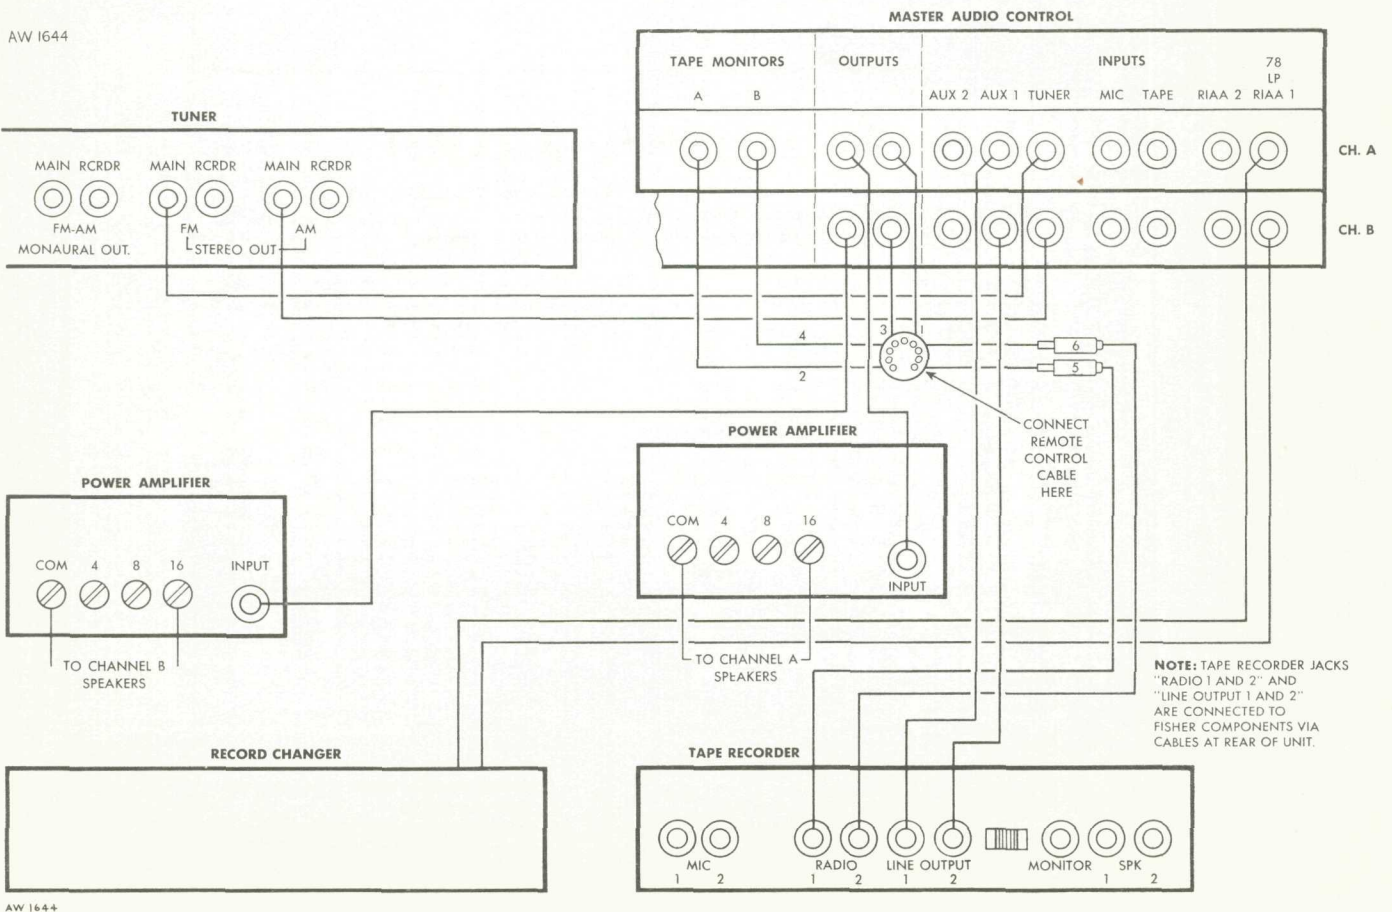 AW 1644
MASTER AUDIO CONTROL
TAPE MONITORS
OUTPUTS
INPUTS
78
LP
A B AUX 2 AUX 1 TUNER MIC TAPE RIAA 2 RIAA 1
CH. A
CH. B
TUNER
MAIN RCRDR MAIN RCRDR MAIN RCRDR
FM-AM FM AM
MONAURAL OUT. STEREO OUT
4
3
1
2
6
5
CONNECT
REMOTE
CONTROL
CABLE
HERE
POWER AMPLIFIER
COM 4 8 16
INPUT
TO CHANNEL A
SPEAKERS
POWER AMPLIFIER
COM 4 8 16 INPUT
TO CHANNEL B
SPEAKERS
NOTE: TAPE RECORDER JACKS
"RADIO 1 AND 2" AND
"LINE OUTPUT 1 AND 2"
ARE CONNECTED TO
FISHER COMPONENTS VIA
CABLES AT REAR OF UNIT.
RECORD CHANGER
TAPE RECORDER
MIC RADIO LINE OUTPUT MONITOR SPK
1 2 1 2 1 2 1 2
AW 1644